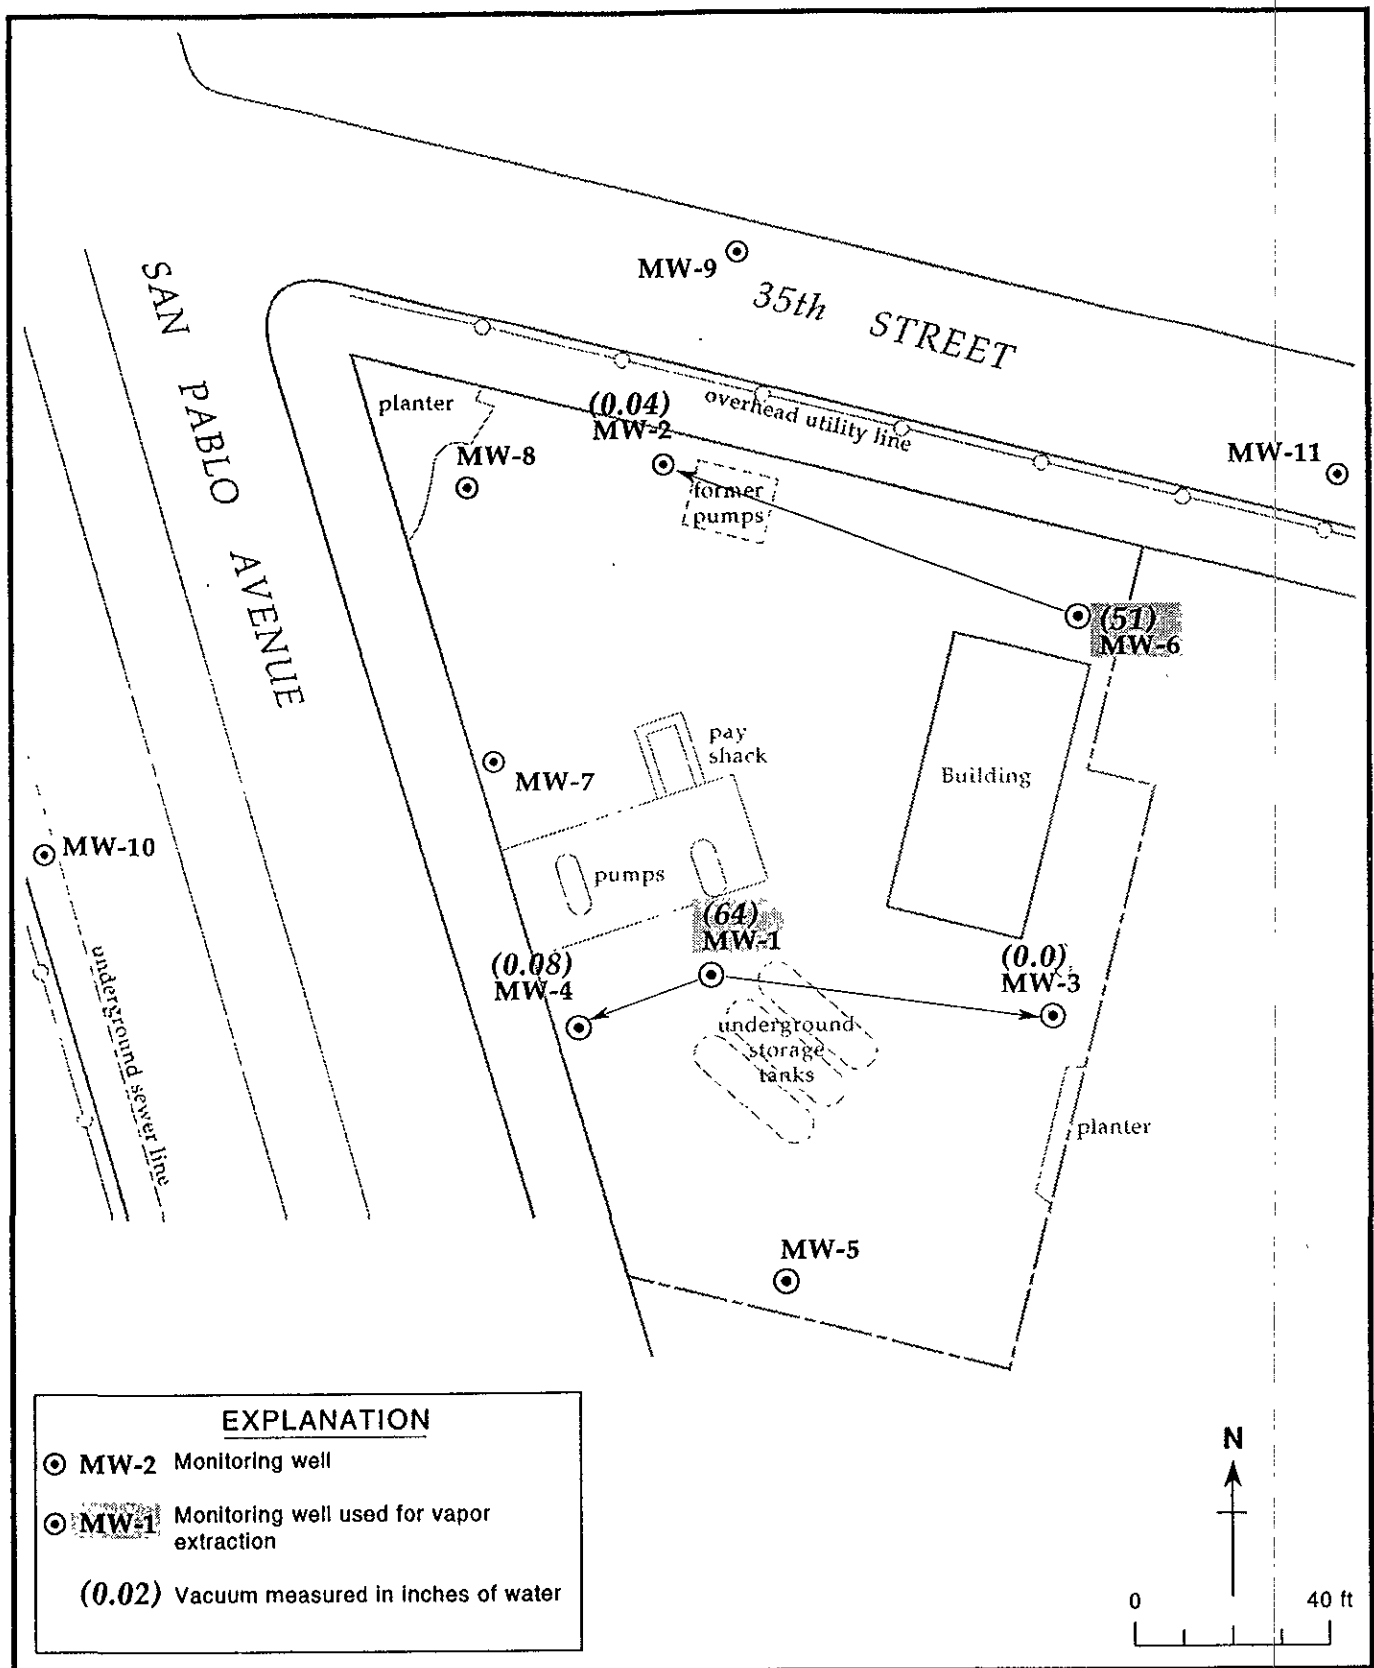 MW-9
35th STREET
SAN PABLO AVENUE
planter
(0.04)
MW-2
overhead utility line
MW-8
MW-11
former
pumps
(51)
MW-6
pay
shack
MW-7
Building
MW-10
pumps
(64)
MW-1
(0.08)
MW-4
(0.0)
MW-3
underground
storage
tanks
underground sewer line
planter
MW-5
EXPLANATION
MW-2 Monitoring well
MW-1 Monitoring well used for vapor
extraction
(0.02) Vacuum measured in inches of water
N
0 40 ft